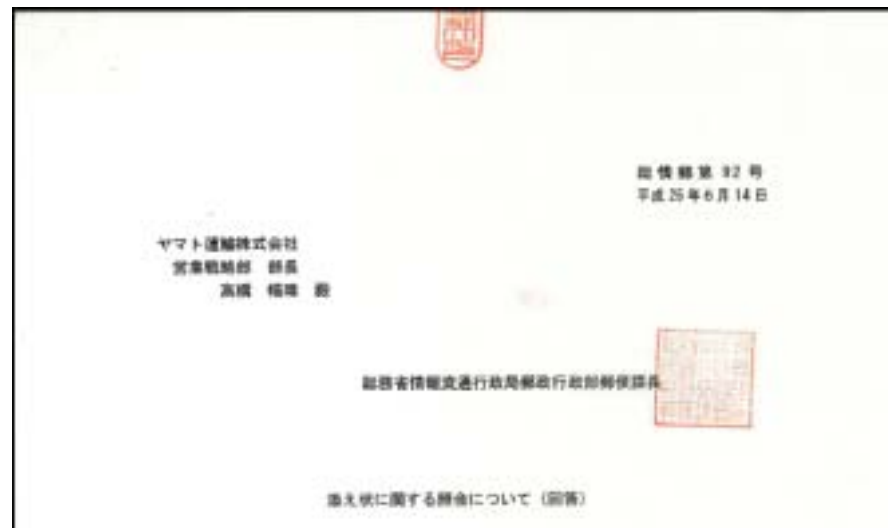 総情郵第 92 号
平成 25 年 6 月 14 日
ヤマト運輸株式会社
営業戦略部 部長
高橋 殿
総務省情報流通行政局郵政行政部郵便課長
添え状に関する照会について（回答）